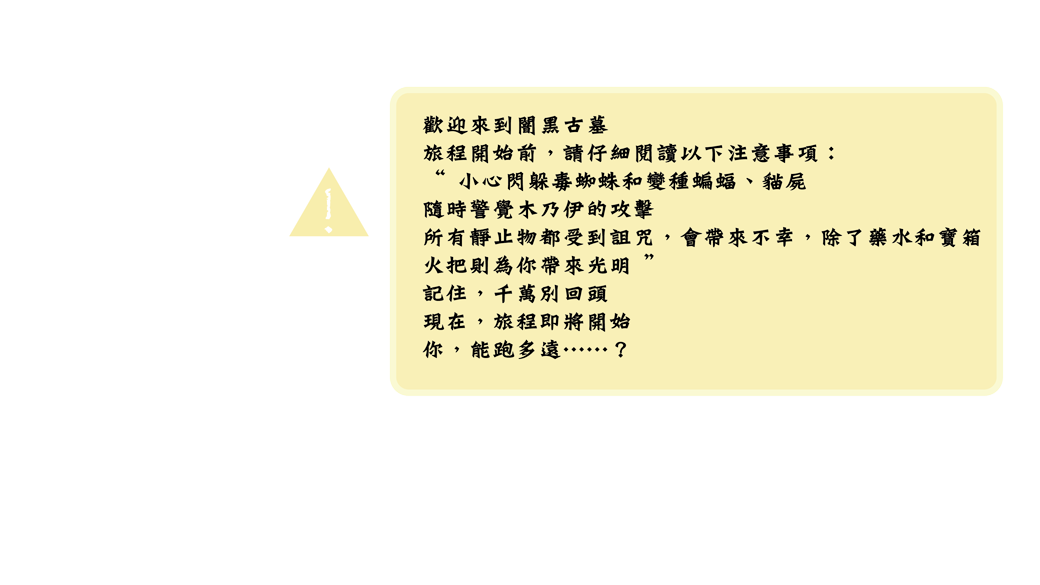 歡迎來到闇黑古墓
旅程開始前，請仔細閱讀以下注意事項：
“ 小心閃躲毒蜘蛛和變種蝙蝠、貓屍
隨時警覺木乃伊的攻擊
所有靜止物都受到詛咒，會帶來不幸，除了藥水和寶箱
火把則為你帶來光明 ”
記住，千萬別回頭
現在，旅程即將開始
你，能跑多遠⋯⋯？